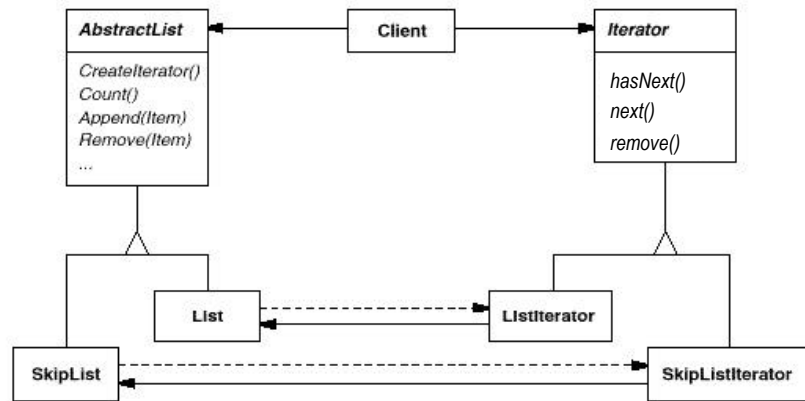 AbstractList
CreateIterator()
Count()
Append(Item)
Remove(Item)
...
Client
Iterator
hasNext()
next()
remove()
List
ListIterator
SkipList
SkipListIterator